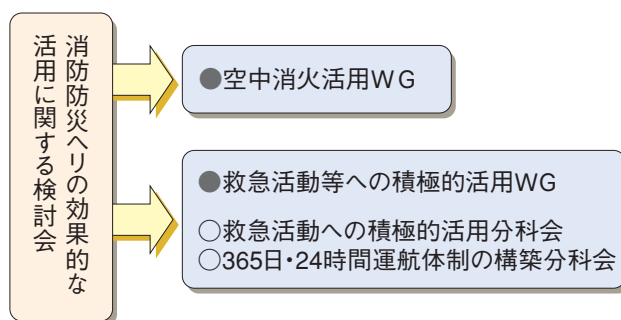 消防防災ヘリの効果的な
活用に関する検討会
●空中消火活用WG
●救急活動等への積極的活用WG
○救急活動への積極的活用分科会
○365日・24時間運航体制の構築分科会